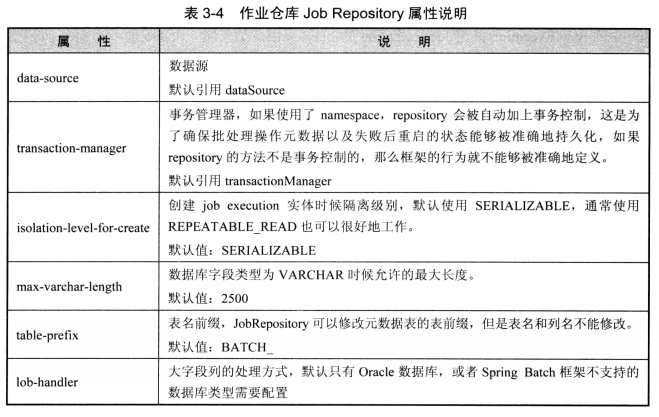 表 3-4 作业仓库 Job Repository 属性说明
属 性 说 明
data-source
数据源
默认引用 dataSource
transaction-manager
事务管理器，如果使用了 namespace，repository 会被自动加上事务控制，这是为
了确保批处理操作元数据以及失败后重启的状态能够被准确地持久化，如果
repository 的方法不是事务控制的，那么框架的行为就不能够被准确地定义。
默认引用 transactionManager
isolation-level-for-create
创建 job execution 实体时候隔离级别，默认使用 SERIALIZABLE，通常使用
REPEATABLE_READ 也可以很好地工作。
默认值：SERIALIZABLE
max-varchar-length
数据库字段类型为 VARCHAR 时候允许的最大长度。
默认值：2500
table-prefix
表名前缀，JobRepository 可以修改元数据表的表前缀，但是表名和列名不能修改。
默认值：BATCH_
lob-handler
大字段列的处理方式，默认只有 Oracle 数据库，或者 Spring Batch 框架不支持的
数据库类型需要配置